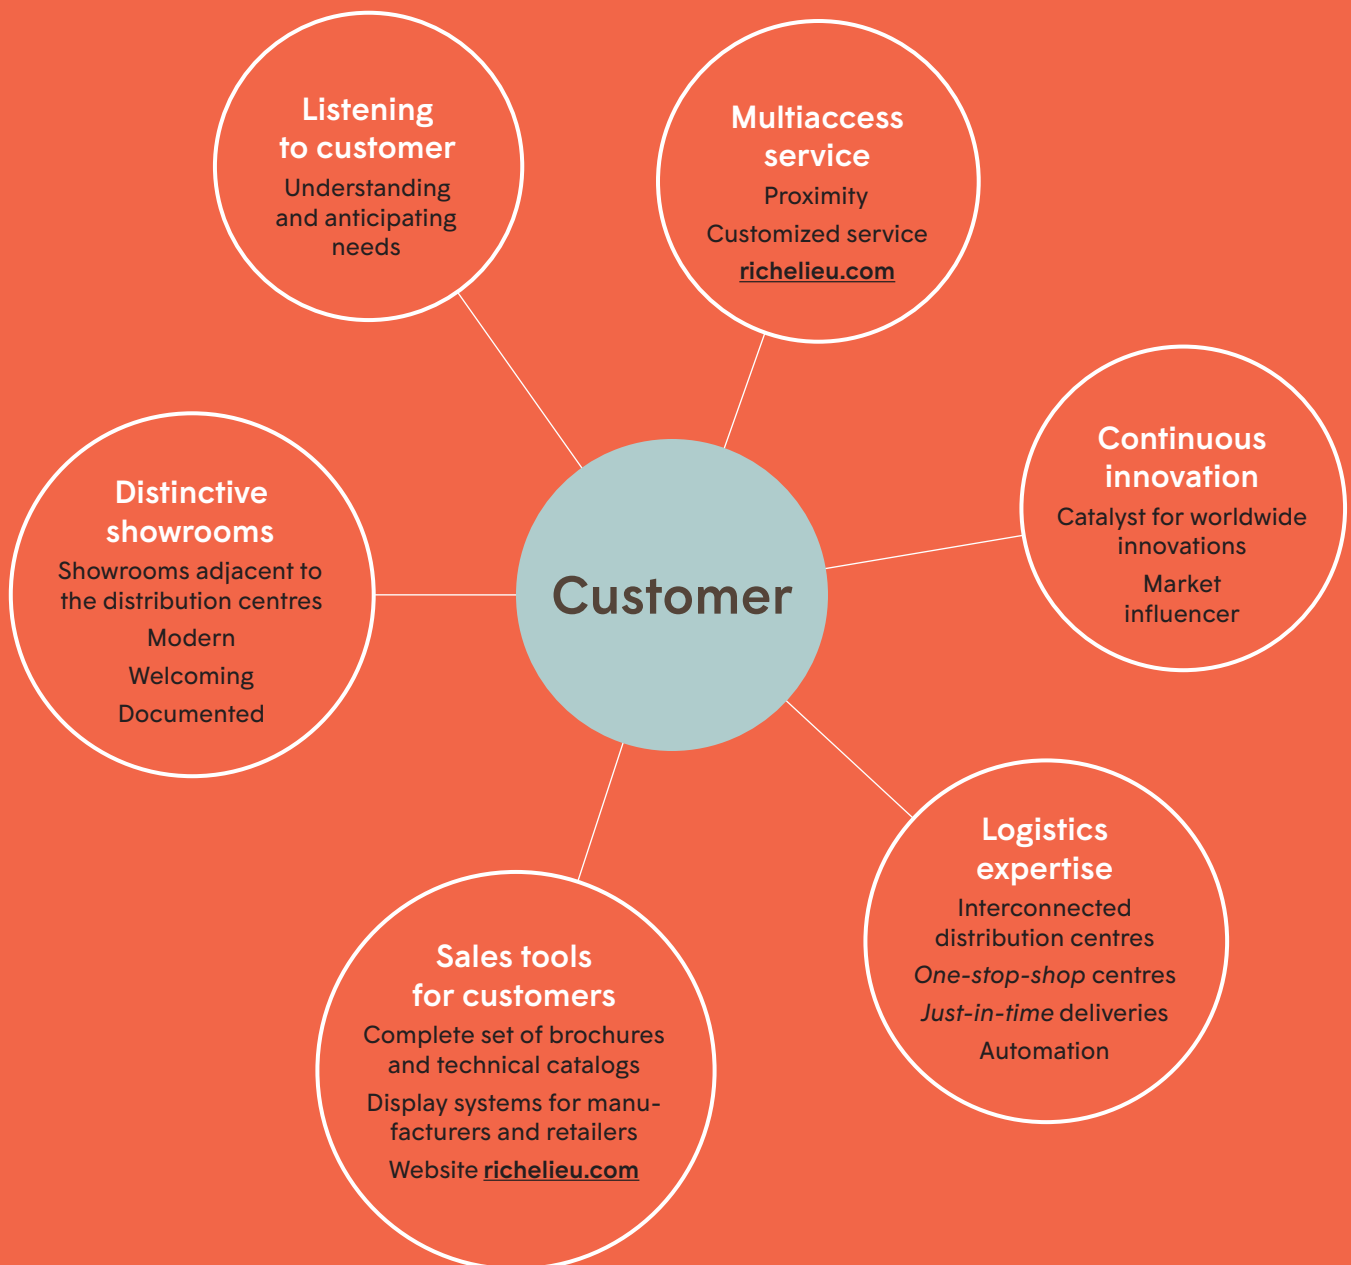 Listening
to customer
Understanding
and anticipating
needs
Multiaccess
service
Proximity
Customized service
richelieu.com
Continuous
innovation
Catalyst for worldwide
innovations
Market
influencer
Distinctive
showrooms
Showrooms adjacent to
the distribution centres
Modern
Welcoming
Documented
Customer
Logistics
expertise
Interconnected
distribution centres
One-stop-shop centres
Just-in-time deliveries
Automation
Sales tools
for customers
Complete set of brochures
and technical catalogs
Display systems for manu-
facturers and retailers
Website richelieu.com